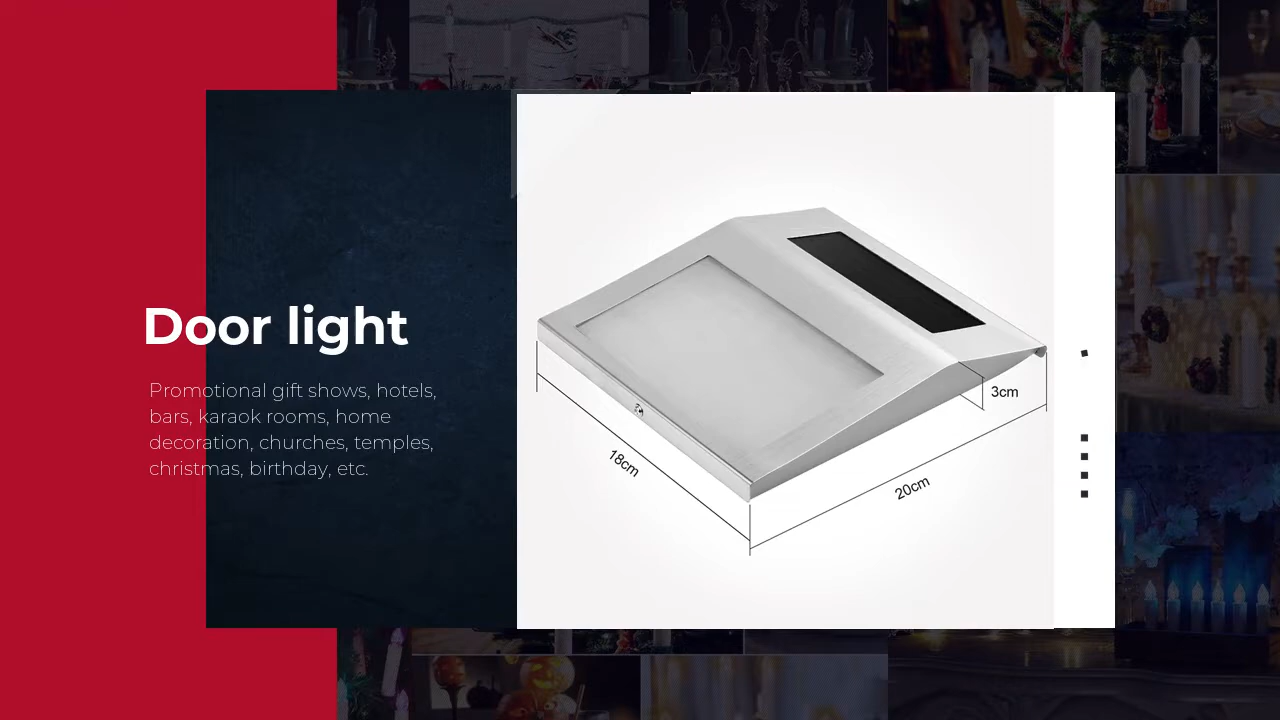 Door light
Promotional gift shows, hotels,
bars, karaok rooms, home
decoration, churches, temples,
christmas, birthday, etc.
3cm
18cm
20cm